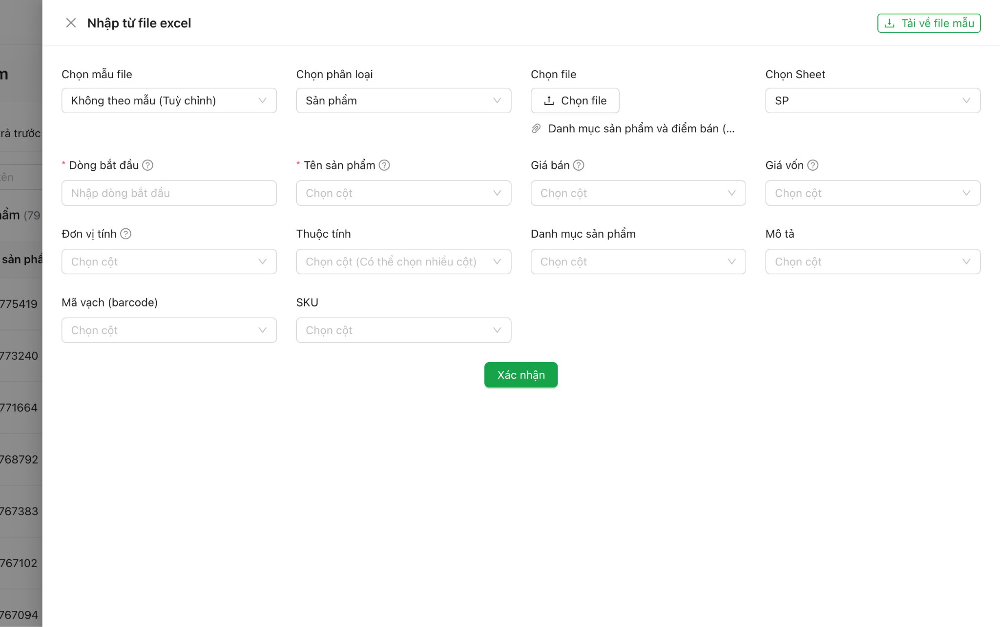 Nhập từ file excel
Tải về file mẫu
Chọn mẫu file
Chọn phân loại
Chọn file
Chọn Sheet
Không theo mẫu (Tuỳ chỉnh)
Sản phẩm
Chọn file
SP
Danh mục sản phẩm và điểm bán (...
* Dòng bắt đầu
* Tên sản phẩm
Giá bán
Giá vốn
Nhập dòng bắt đầu
Chọn cột
Chọn cột
Chọn cột
Đơn vị tính
Thuộc tính
Danh mục sản phẩm
Mô tả
Chọn cột
Chọn cột (Có thể chọn nhiều cột)
Chọn cột
Chọn cột
Mã vạch (barcode)
SKU
Chọn cột
Chọn cột
Xác nhận
trước
(79
sản
775419
773240
771664
768792
767383
767102
767094